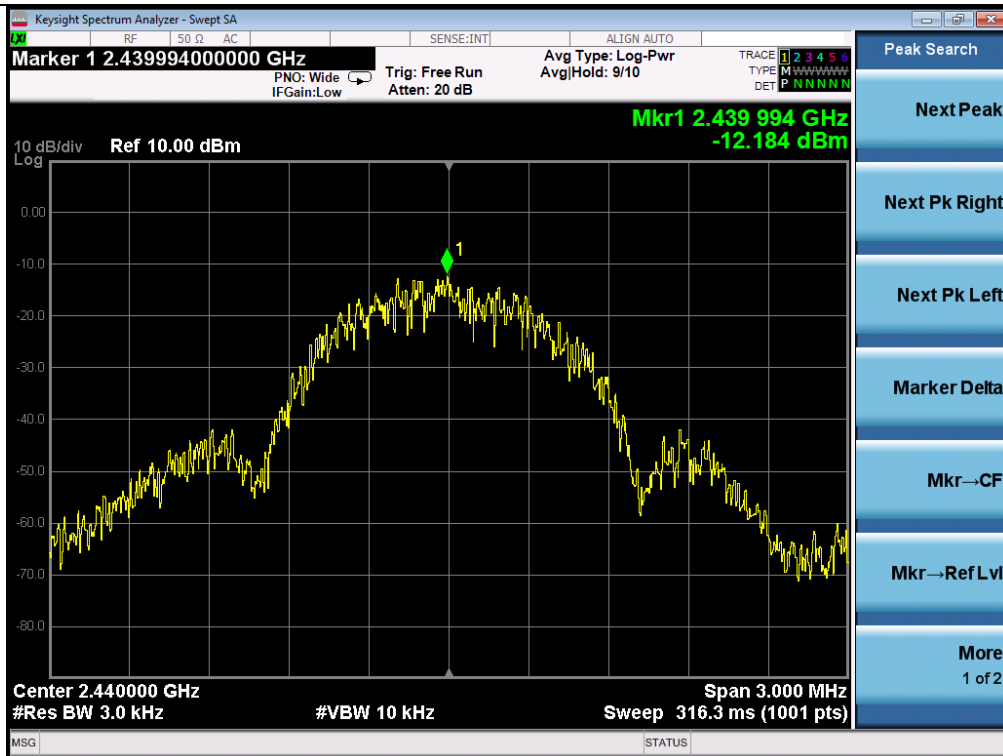 Keysight Spectrum Analyzer - Swept SA
LXI RF 50 Ω AC SENSE:INT ALIGN AUTO
Marker 1 2.439994000000 GHz
PNO: Wide
IFGain:Low
Trig: Free Run
Atten: 20 dB
Avg Type: Log-Pwr
Avg|Hold: 9/10
TRACE 1 2 3 4 5 6
TYPE M WWWWW
DET P N N N N N
Mkr1 2.439 994 GHz
-12.184 dBm
10 dB/div Ref 10.00 dBm
Log
1
0.00
-10.0
-20.0
-30.0
-40.0
-50.0
-60.0
-70.0
-80.0
Center 2.440000 GHz
Span 3.000 MHz
#Res BW 3.0 kHz
#VBW 10 kHz
Sweep 316.3 ms (1001 pts)
MSG
STATUS
Peak Search
Next Peak
Next Pk Right
Next Pk Left
Marker Delta
Mkr→CF
Mkr→Ref Lvl
More
1 of 2